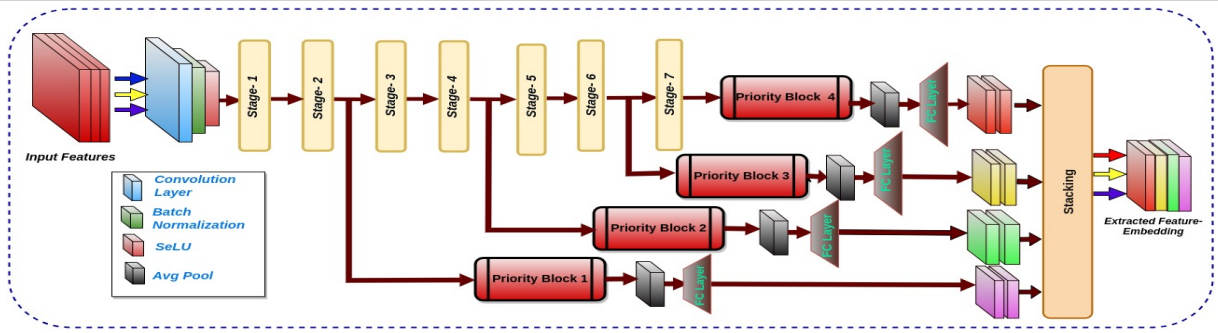 Input Features
Stage- 1
Stage- 2
Stage- 3
Stage- 4
Stage- 5
Stage- 6
Stage- 7
Priority Block 4
FC Layer
Priority Block 3
FC Layer
Priority Block 2
FC Layer
Priority Block 1
FC Layer
Stacking
Extracted Feature-
Embedding
Convolution
Layer
Batch
Normalization
SeLU
Avg Pool